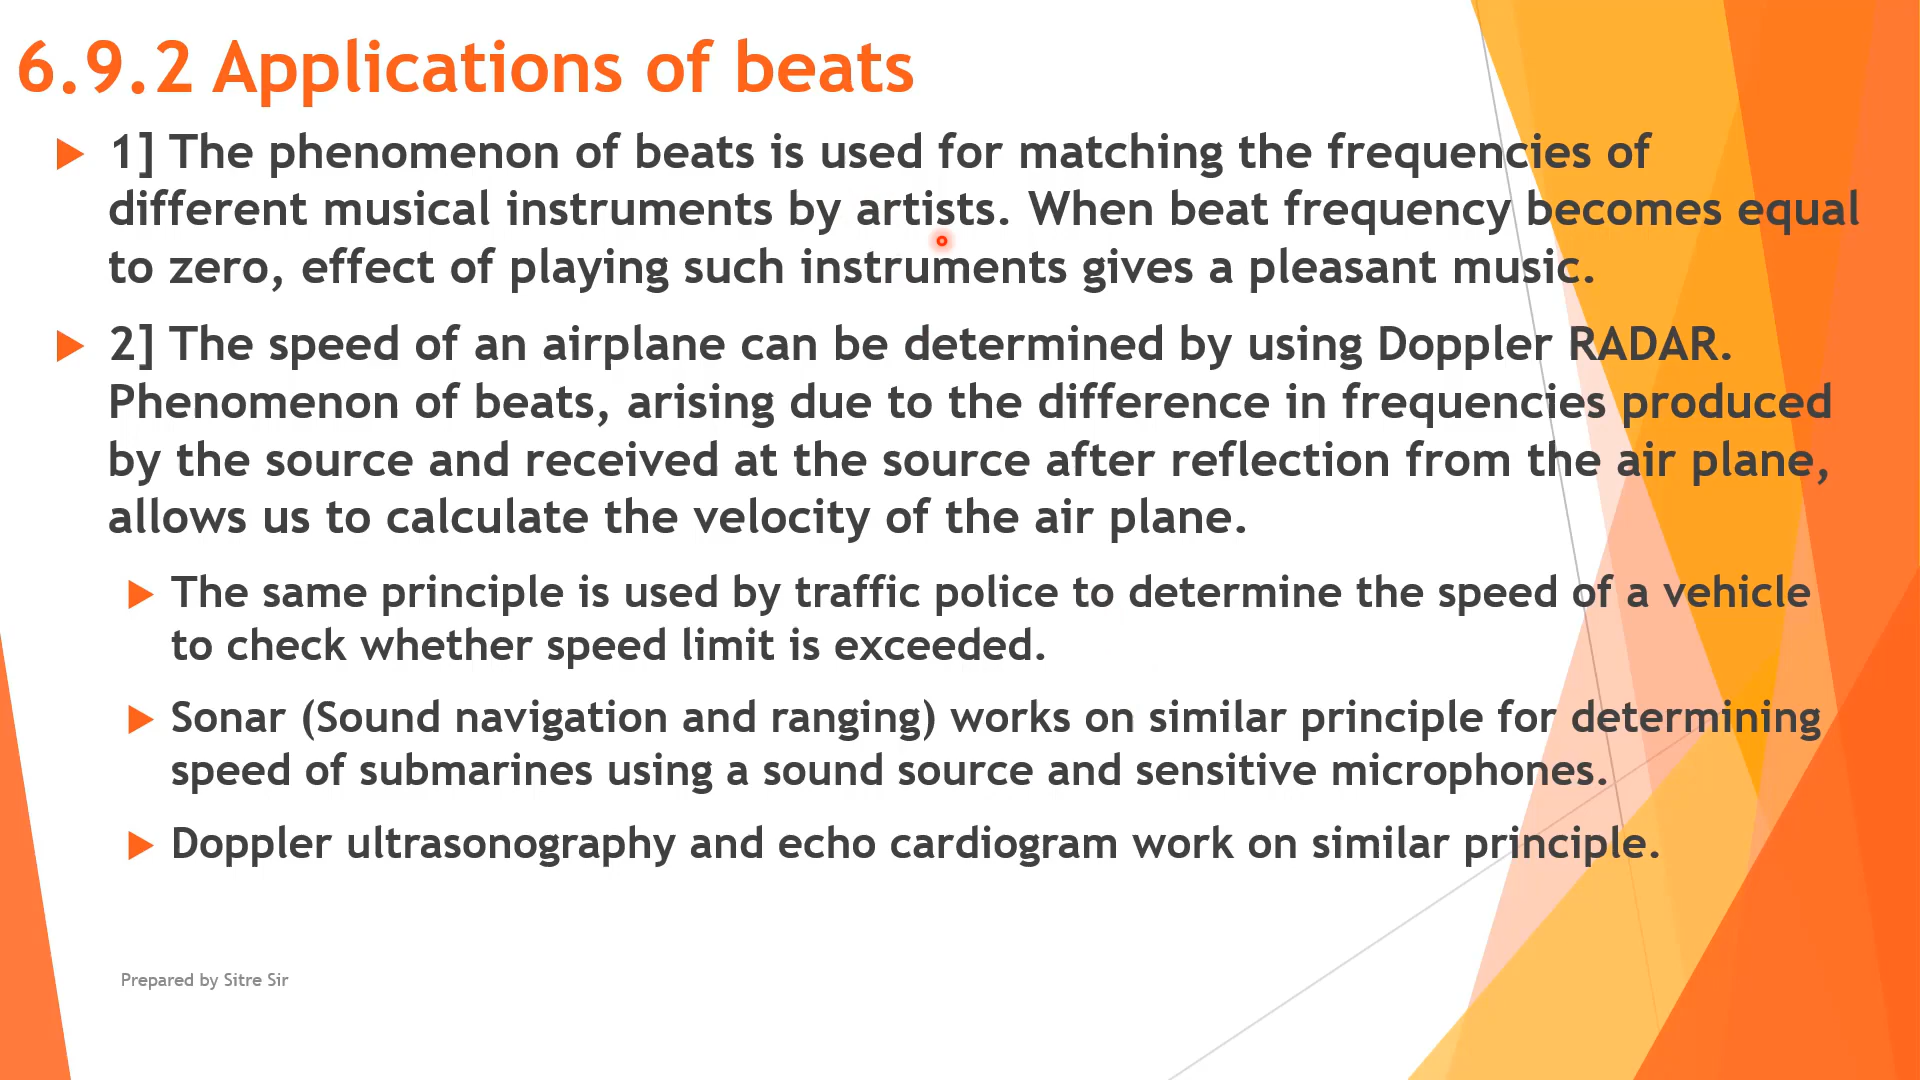 6.9.2 Applications of beats
1] The phenomenon of beats is used for matching the frequencies of
different musical instruments by artists. When beat frequency becomes equal
to zero, effect of playing such instruments gives a pleasant music.
2] The speed of an airplane can be determined by using Doppler RADAR.
Phenomenon of beats, arising due to the difference in frequencies produced
by the source and received at the source after reflection from the air plane,
allows us to calculate the velocity of the air plane.
The same principle is used by traffic police to determine the speed of a vehicle
to check whether speed limit is exceeded.
Sonar (Sound navigation and ranging) works on similar principle for determining
speed of submarines using a sound source and sensitive microphones.
Doppler ultrasonography and echo cardiogram work on similar principle.
Prepared by Sitre Sir